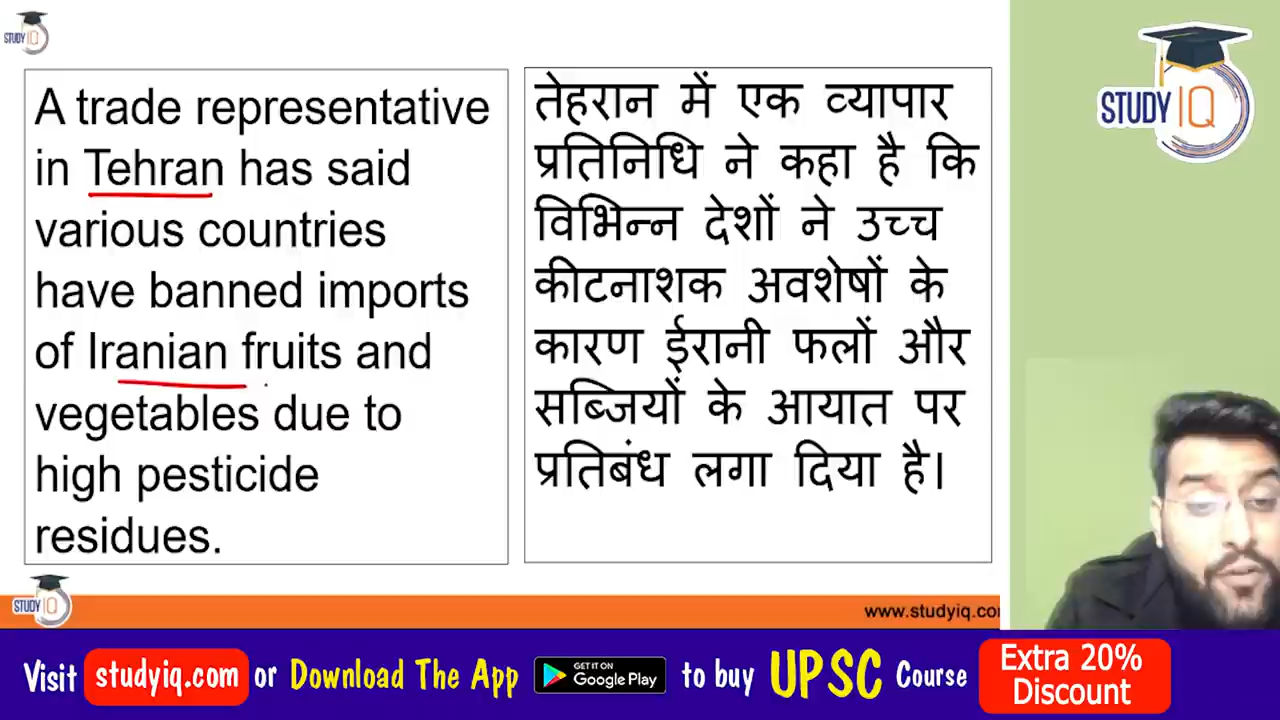 STUDY IQ
A trade representative
in Tehran has said
various countries
have banned imports
of Iranian fruits and
vegetables due to
high pesticide
residues.
तेहरान में एक व्यापार
प्रतिनिधि ने कहा है कि
विभिन्न देशों ने उच्च
कीटनाशक अवशेषों के
कारण ईरानी फलों और
सब्जियों के आयात पर
प्रतिबंध लगा दिया है।
STUDY IQ
STUDY IQ
www.studyiq.co
Visit studyiq.com or Download The App GET IT ON Google Play to buy UPSC Course
Extra 20%
Discount